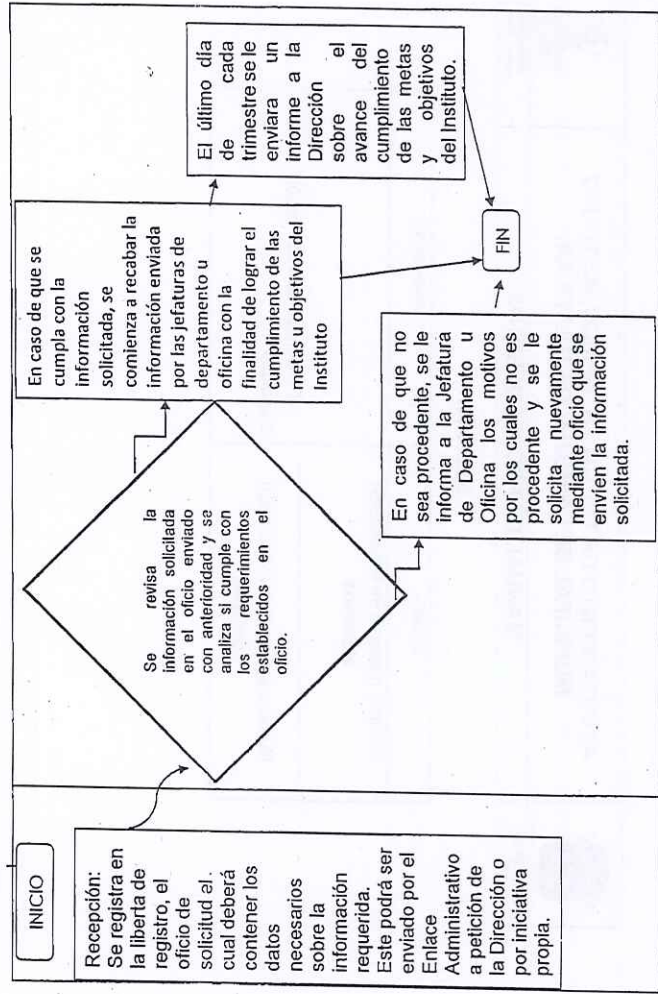 INICIO
Recepción:
Se registra en
la liberta de
registro, el
oficio de
solicitud al.
cual deberá
contener los
datos
necesarios
sobre la
información
requerida.
Este podrá ser
enviado por el
Enlace
Administrativo
a petición de
la Dirección o
por iniciativa
propia.
Se revisa la
información solicitada
en el oficio enviado
con anterioridad y se
analiza si cumple con
los requerimientos
establecidos en el
oficio.
En caso de que se
cumpla con la
información
solicitada, se
comienza a recabar la
información enviada
por las jefaturas de
departamento u
oficina con la
finalidad de lograr el
cumplimiento de las
metas u objetivos del
Instituto
El último día
de cada
trimestre se le
enviara un
informe a la
Dirección
sobre el
avance del
cumplimiento
de las metas
y objetivos
del Instituto.
En caso de que no
sea procedente, se le
informa a la Jefatura
de Departamento u
Oficina los motivos
por los cuales no es
procedente y se le
solicita nuevamente
mediante oficio que se
envíen la información
solicitada.
FIN